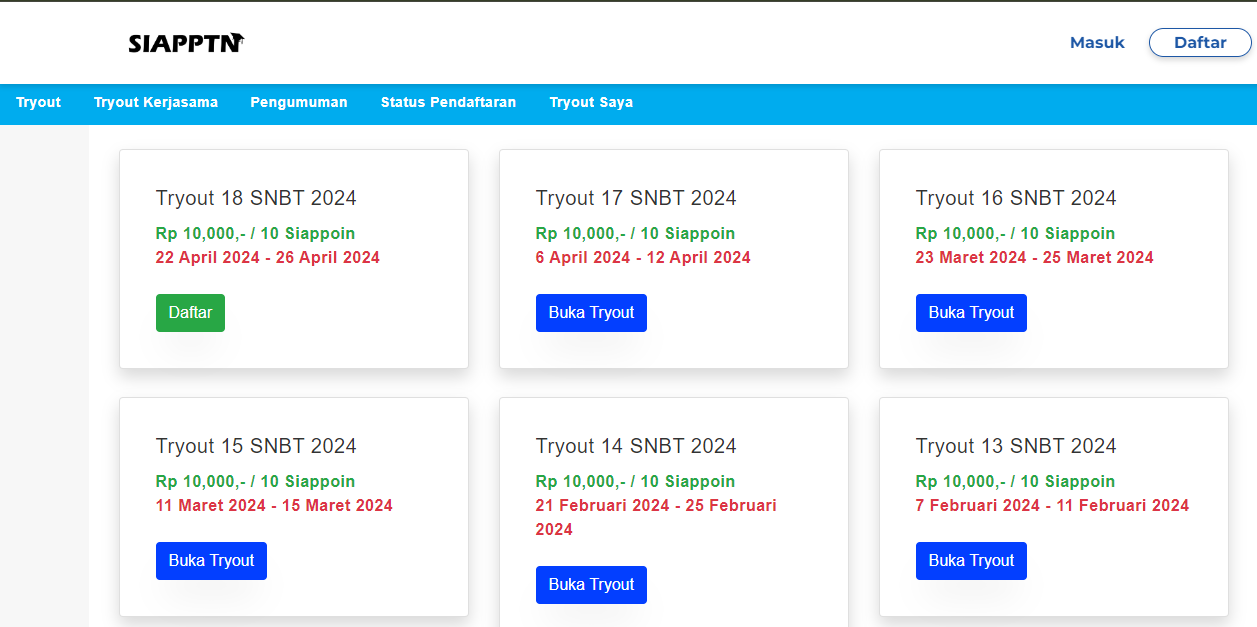 SIAPPTN
Masuk
Daftar
Tryout
Tryout Kerjasama
Pengumuman
Status Pendaftaran
Tryout Saya
Tryout 18 SNBT 2024
Rp 10,000,- / 10 Siappoin
22 April 2024 - 26 April 2024
Daftar
Tryout 17 SNBT 2024
Rp 10,000,- / 10 Siappoin
6 April 2024 - 12 April 2024
Buka Tryout
Tryout 16 SNBT 2024
Rp 10,000,- / 10 Siappoin
23 Maret 2024 - 25 Maret 2024
Buka Tryout
Tryout 15 SNBT 2024
Rp 10,000,- / 10 Siappoin
11 Maret 2024 - 15 Maret 2024
Buka Tryout
Tryout 14 SNBT 2024
Rp 10,000,- / 10 Siappoin
21 Februari 2024 - 25 Februari
2024
Buka Tryout
Tryout 13 SNBT 2024
Rp 10,000,- / 10 Siappoin
7 Februari 2024 - 11 Februari 2024
Buka Tryout